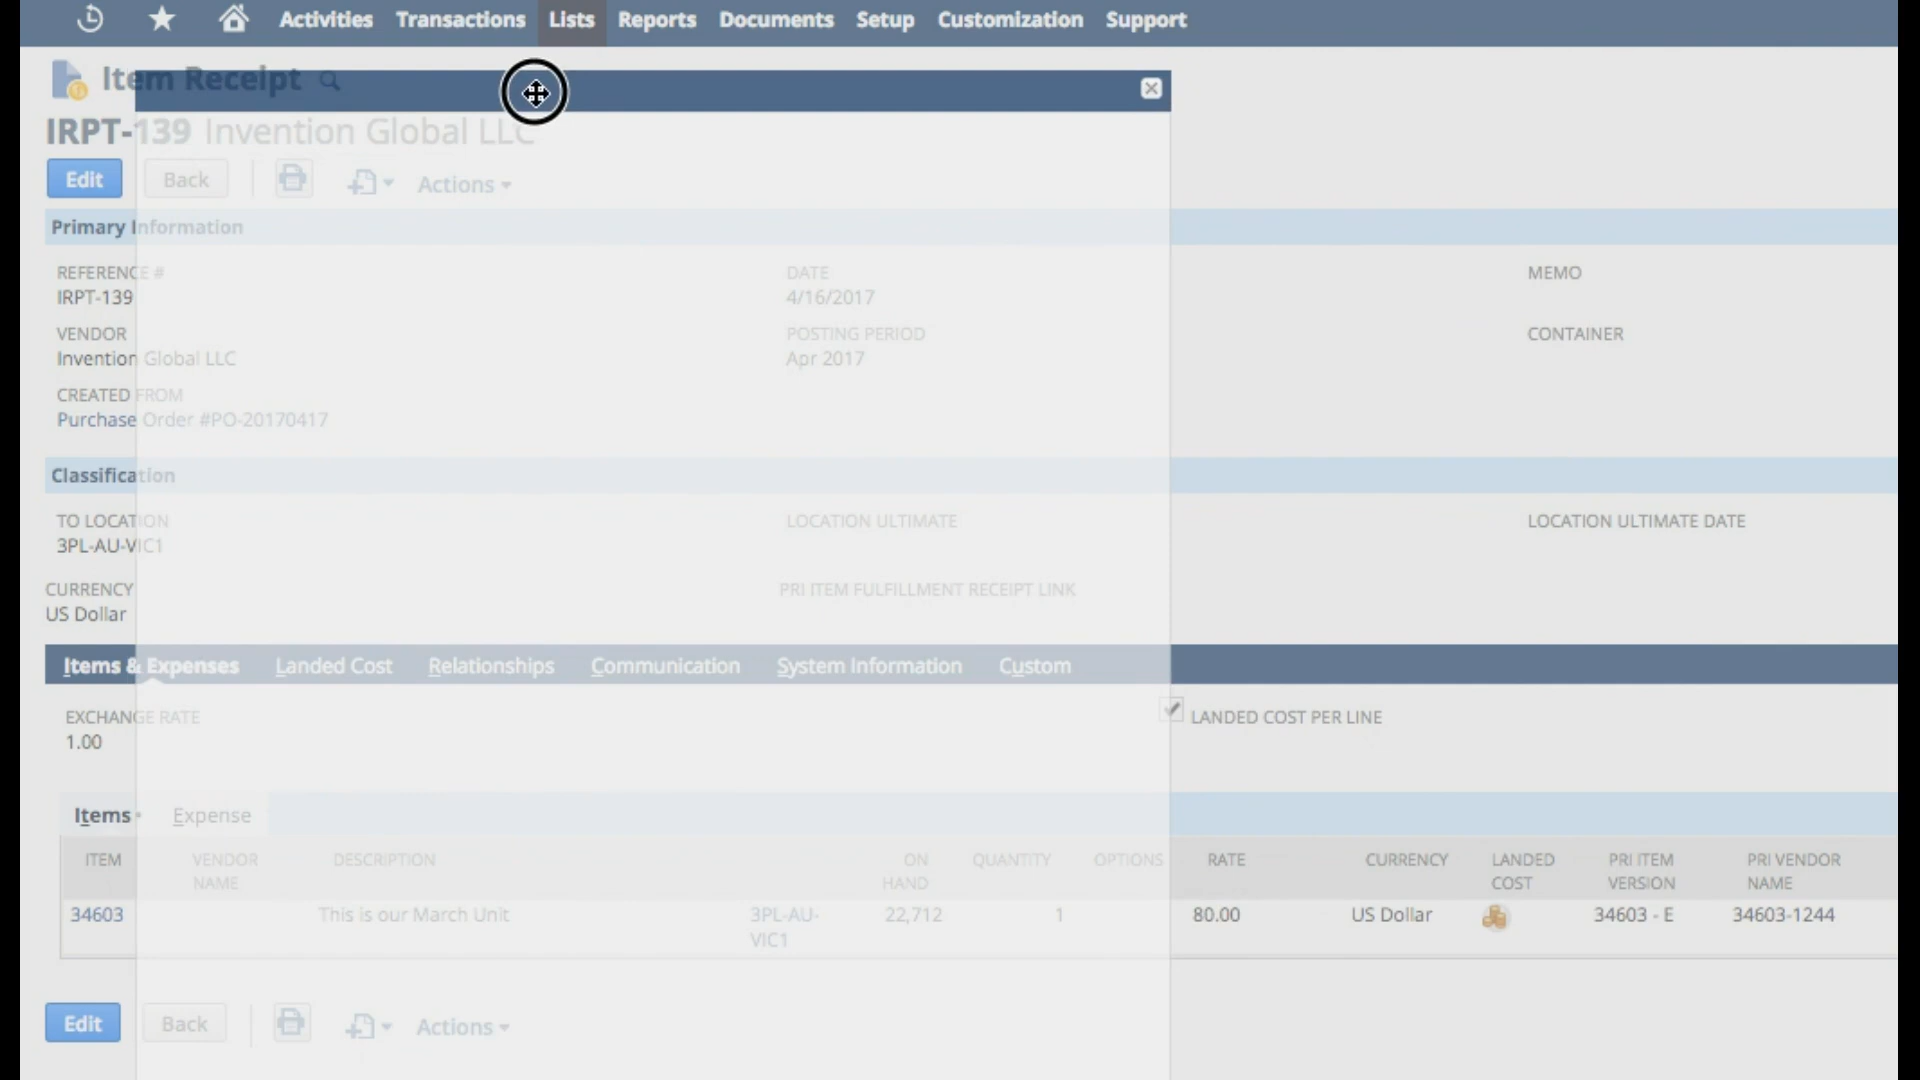 Activities Transactions Lists Reports Documents Setup Customization Support
Item Receipt
IRPT-139 Invention Global LLC
Edit Back Actions
Primary Information
REFERENCE # DATE MEMO
IRPT-139 4/16/2017
VENDOR POSTING PERIOD CONTAINER
Invention Global LLC Apr 2017
CREATED FROM
Purchase Order #PO-20170417
Classification
TO LOCATION LOCATION ULTIMATE LOCATION ULTIMATE DATE
3PL-AU-VIC1
CURRENCY PRI ITEM FULFILLMENT RECEIPT LINK
US Dollar
Items & Expenses Landed Cost Relationships Communication System Information Custom
EXCHANGE RATE LANDED COST PER LINE
1.00
Items • Expense
ITEM VENDOR DESCRIPTION ON QUANTITY OPTIONS RATE CURRENCY LANDED PRI ITEM PRI VENDOR
NAME HAND COST VERSION NAME
34603 This is our March Unit 3PL-AU- 22,712 1 80.00 US Dollar 34603 - E 34603-1244
VIC1
Edit Back Actions